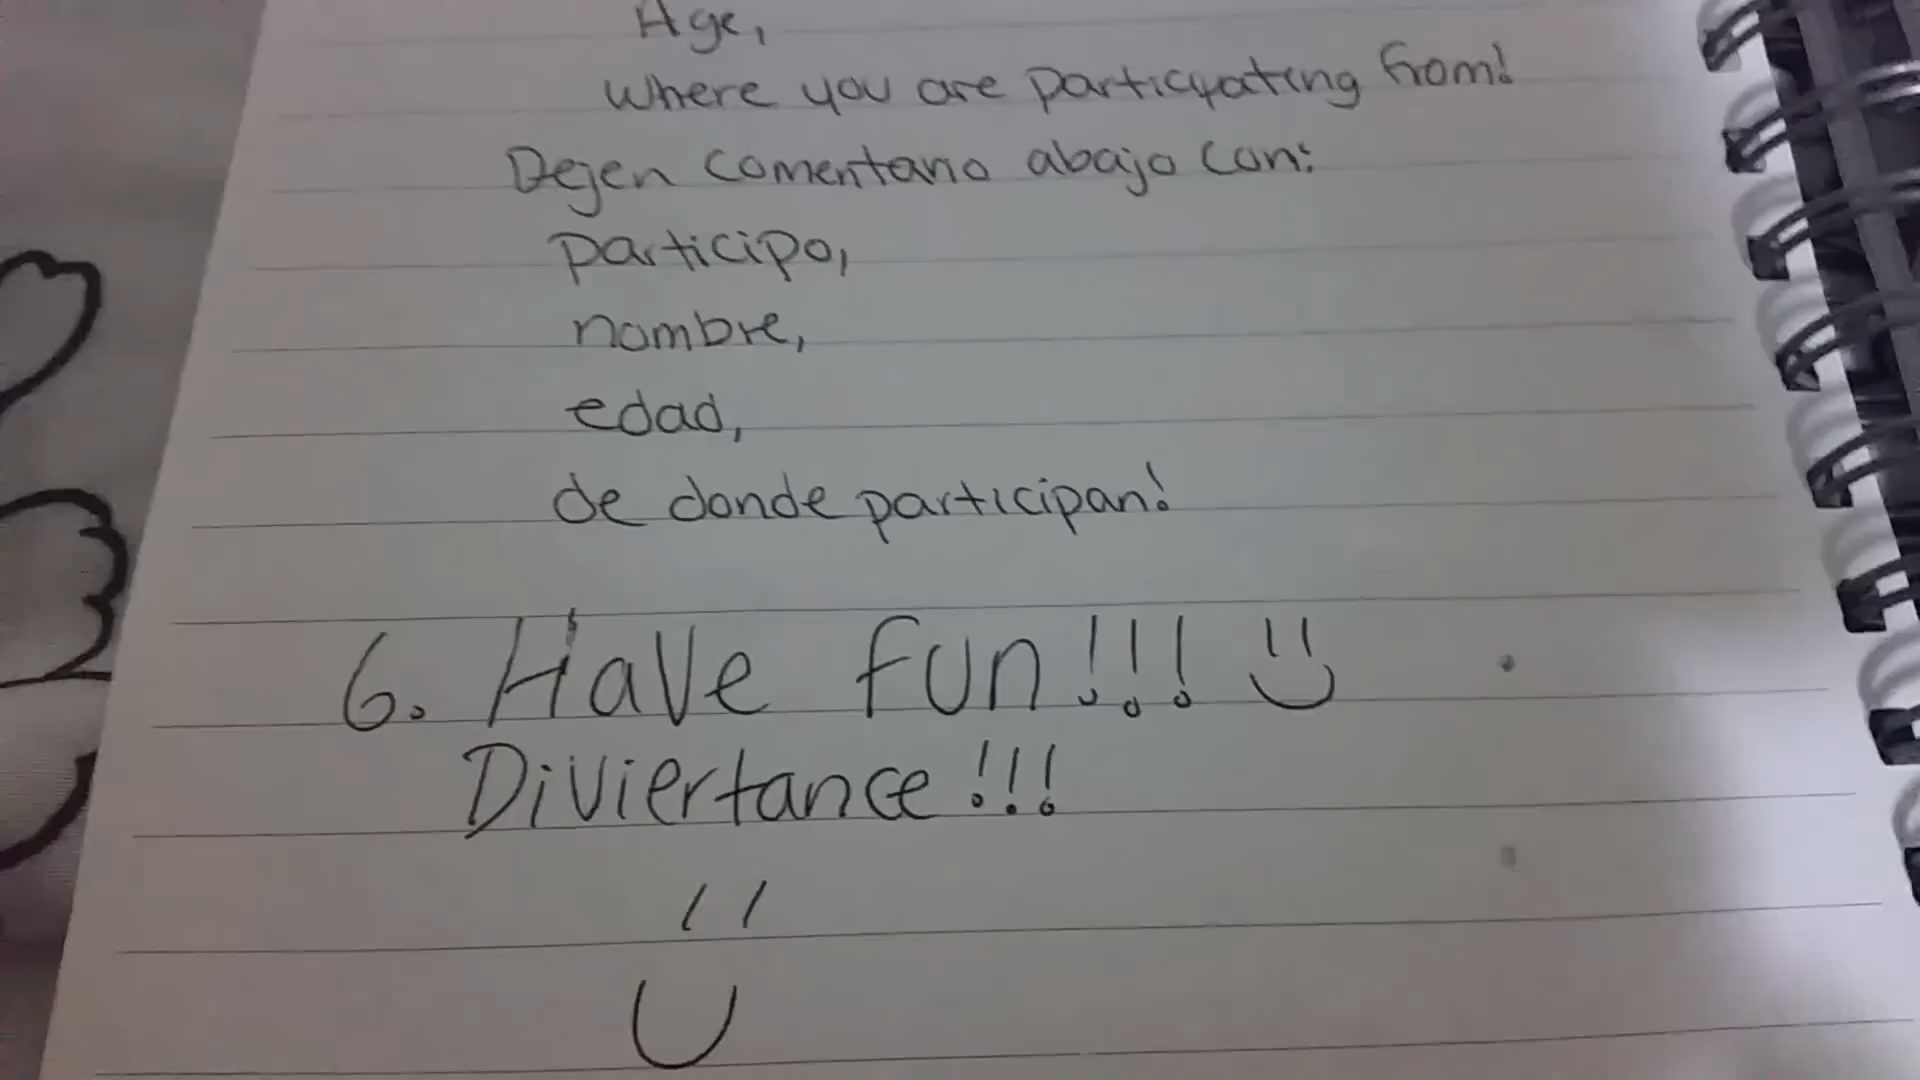 Age,
Where you are participating from!
Dejen comentario abajo con:
Participo,
nombre,
edad,
de donde participan!
6. Have fun!!!
Diviertance!!!